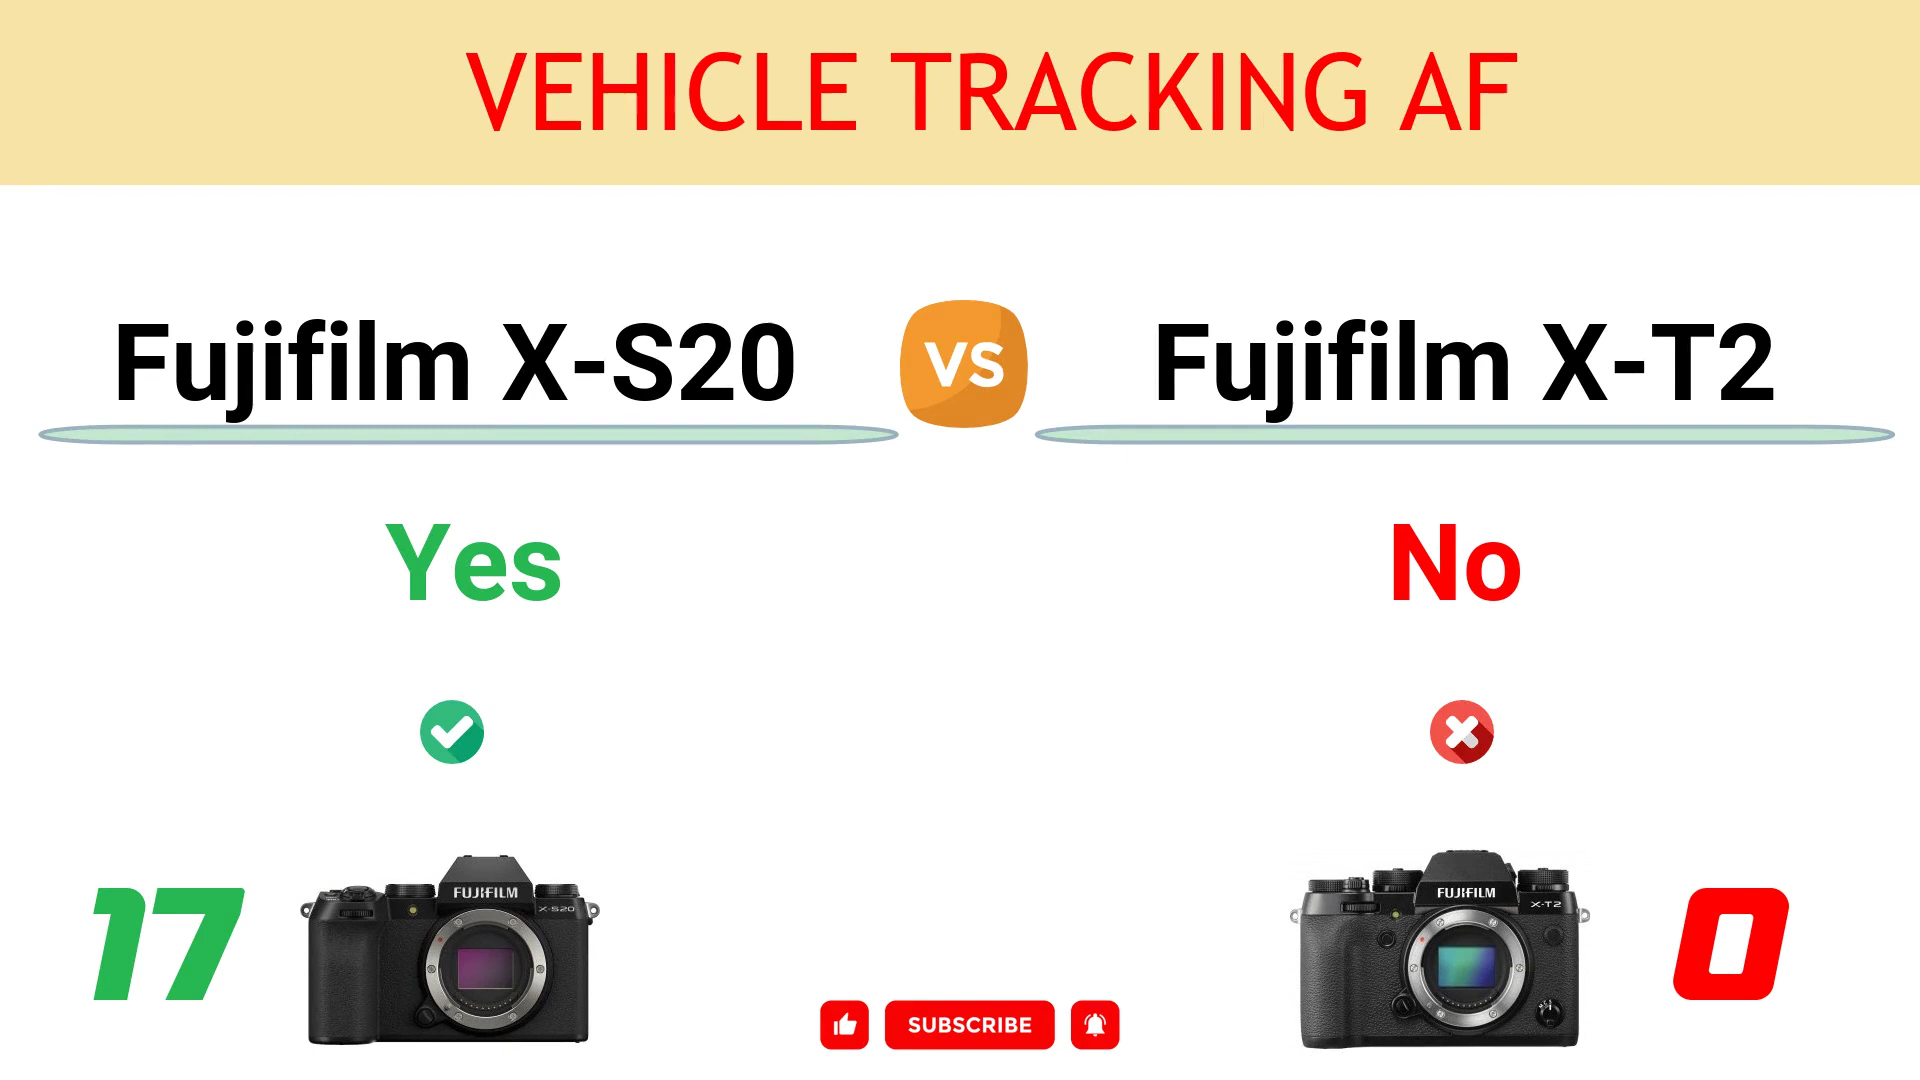 VEHICLE TRACKING AF
Fujifilm X-S20
VS
Fujifilm X-T2
Yes
No
17
FUJIFILM
X-S20
FUJIFILM
X-T2
0
SUBSCRIBE